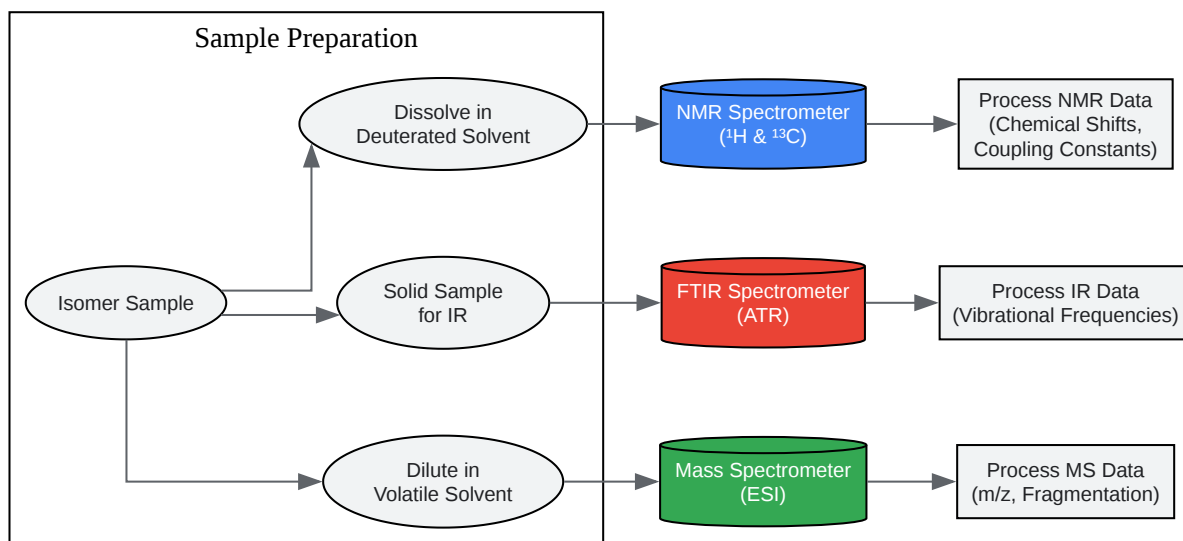 Sample Preparation
Dissolve in
Deuterated Solvent
NMR Spectrometer
(¹H & ¹³C)
Process NMR Data
(Chemical Shifts,
Coupling Constants)
Isomer Sample
Solid Sample
for IR
FTIR Spectrometer
(ATR)
Process IR Data
(Vibrational Frequencies)
Dilute in
Volatile Solvent
Mass Spectrometer
(ESI)
Process MS Data
(m/z, Fragmentation)